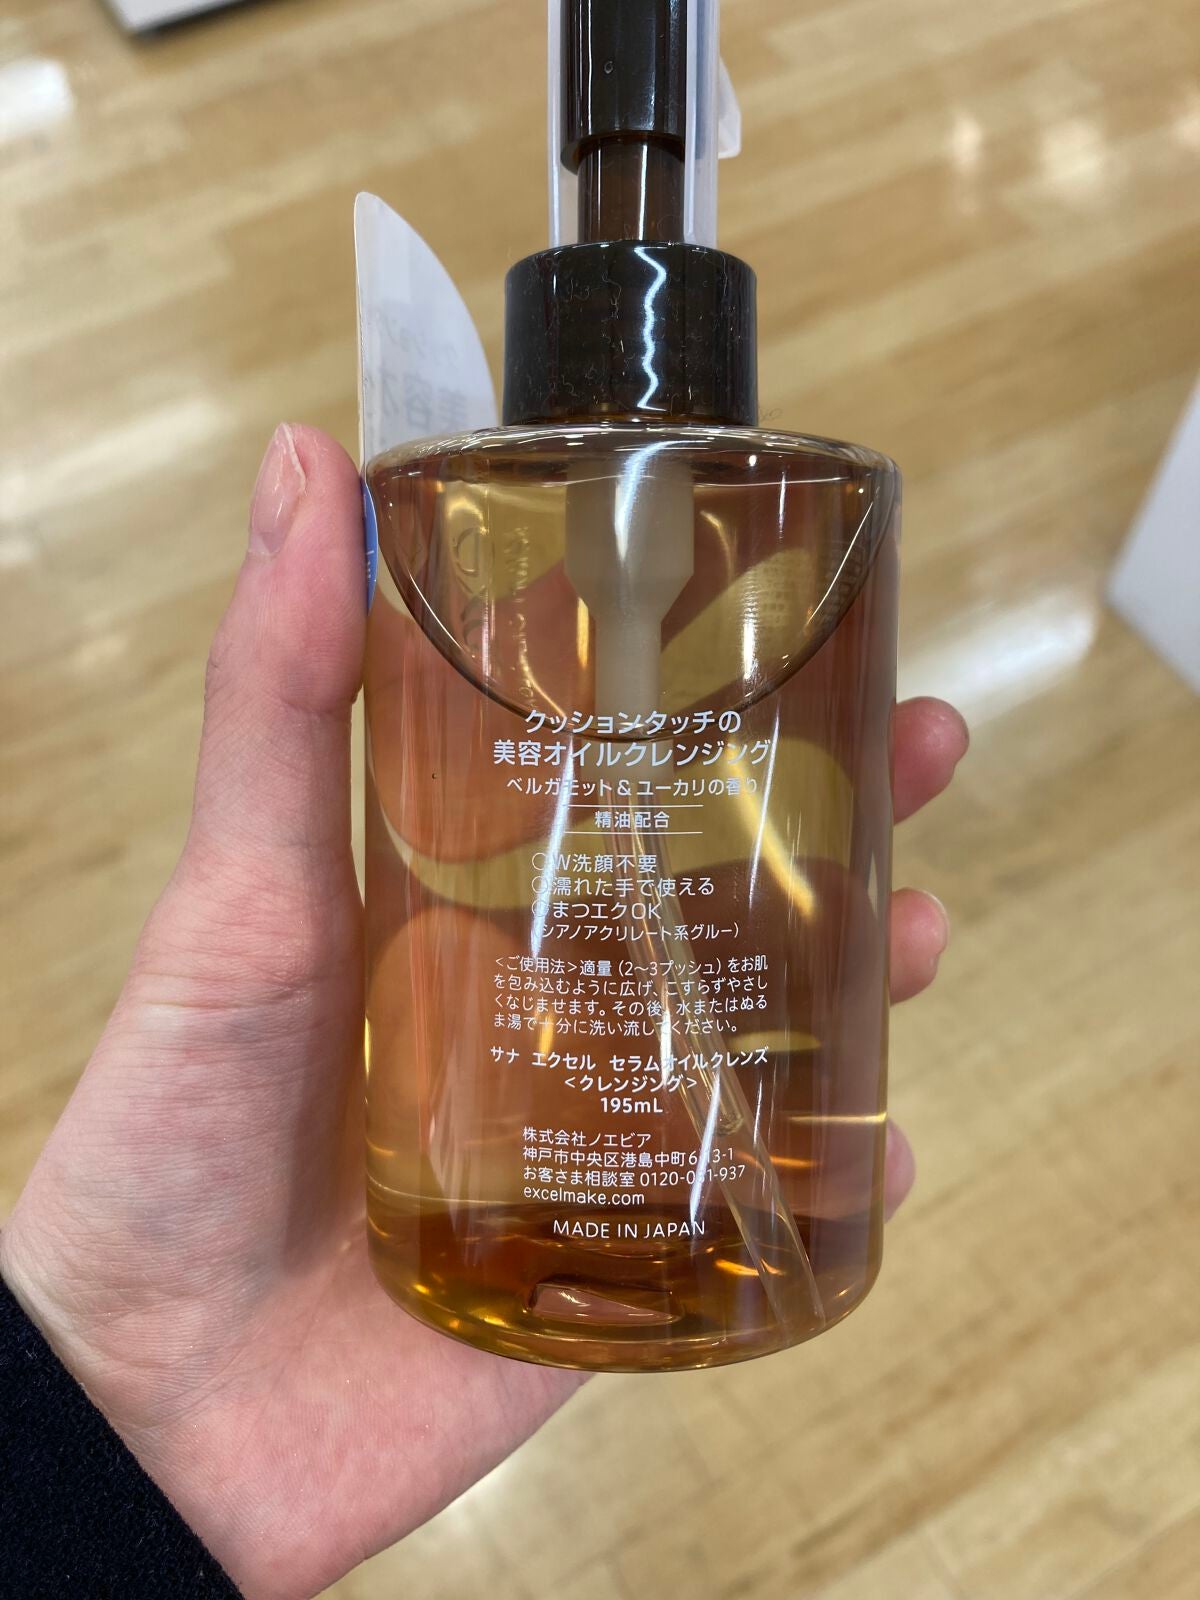 クッションタッチの
美容オイルクレンジング
ベルガモット&ユーカリの香り
精油配合
○W洗顔不要
○濡れた手で使える
○まつエクOK
(シアノアクリレート系グルー)
<ご使用法>適量(2〜3プッシュ)をお肌
を包み込むように広げ、こすらずやさし
くなじませます。その後、水またはぬる
ま湯で十分に洗い流してください。
サナ エクセル セラムオイルクレンズ
<クレンジング>
195mL
株式会社ノエビア
神戸市中央区港島中町6-13-1
お客さま相談室
excelmake.com
MADE IN JAPAN